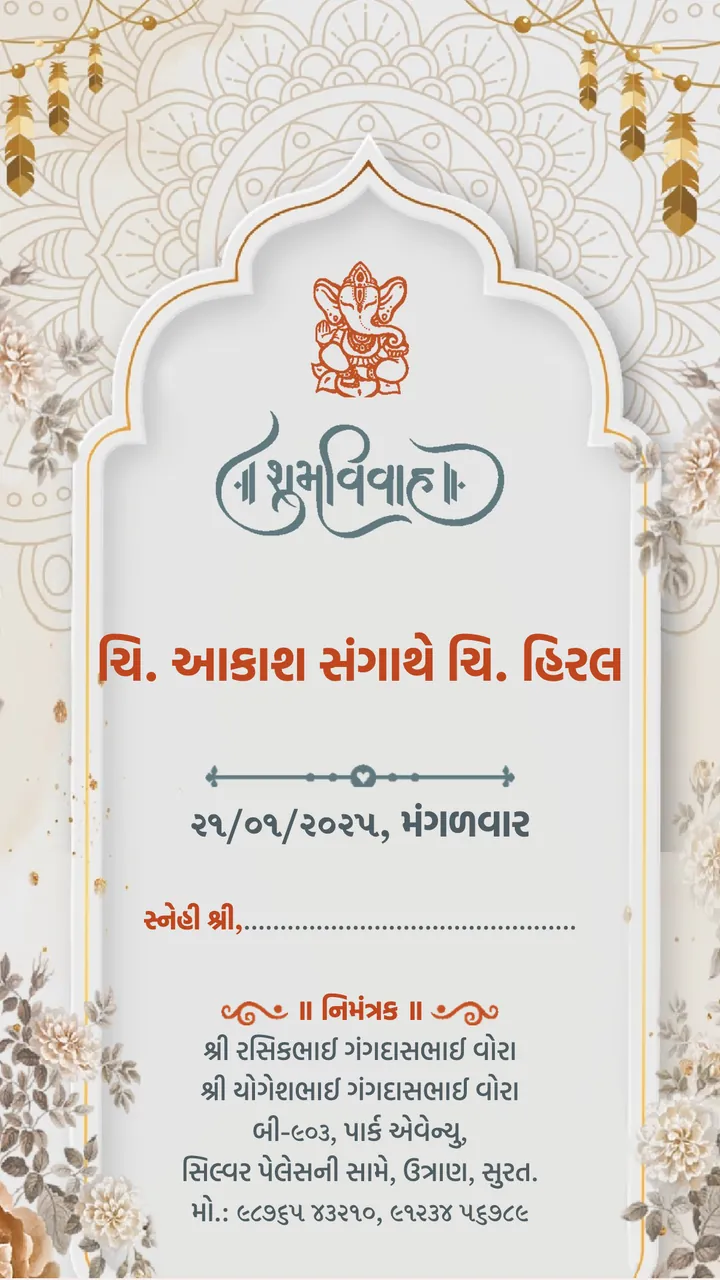 ॥ શુભવિવાહ ॥
ચિ. આકાશ સંગાથે ચિ. હિરલ
૨૧/૦૧/૨૦૨૫, મંગળવાર
સ્નેહી શ્રી,..............................................
॥ નિમંત્રક ॥
શ્રી રસિકભાઈ ગંગદાસભાઈ વોરા
શ્રી યોગેશભાઈ ગંગદાસભાઈ વોરા
બી-૯૦૩, પાર્ક એવેન્યુ,
સિલ્વર પેલેસની સામે, ઉત્રાણ, સુરત.
મો.: ૯૮૭૬૫ ૪૩૨૧૦, ૯૧૨૩૪ ૫૬૭૮૯